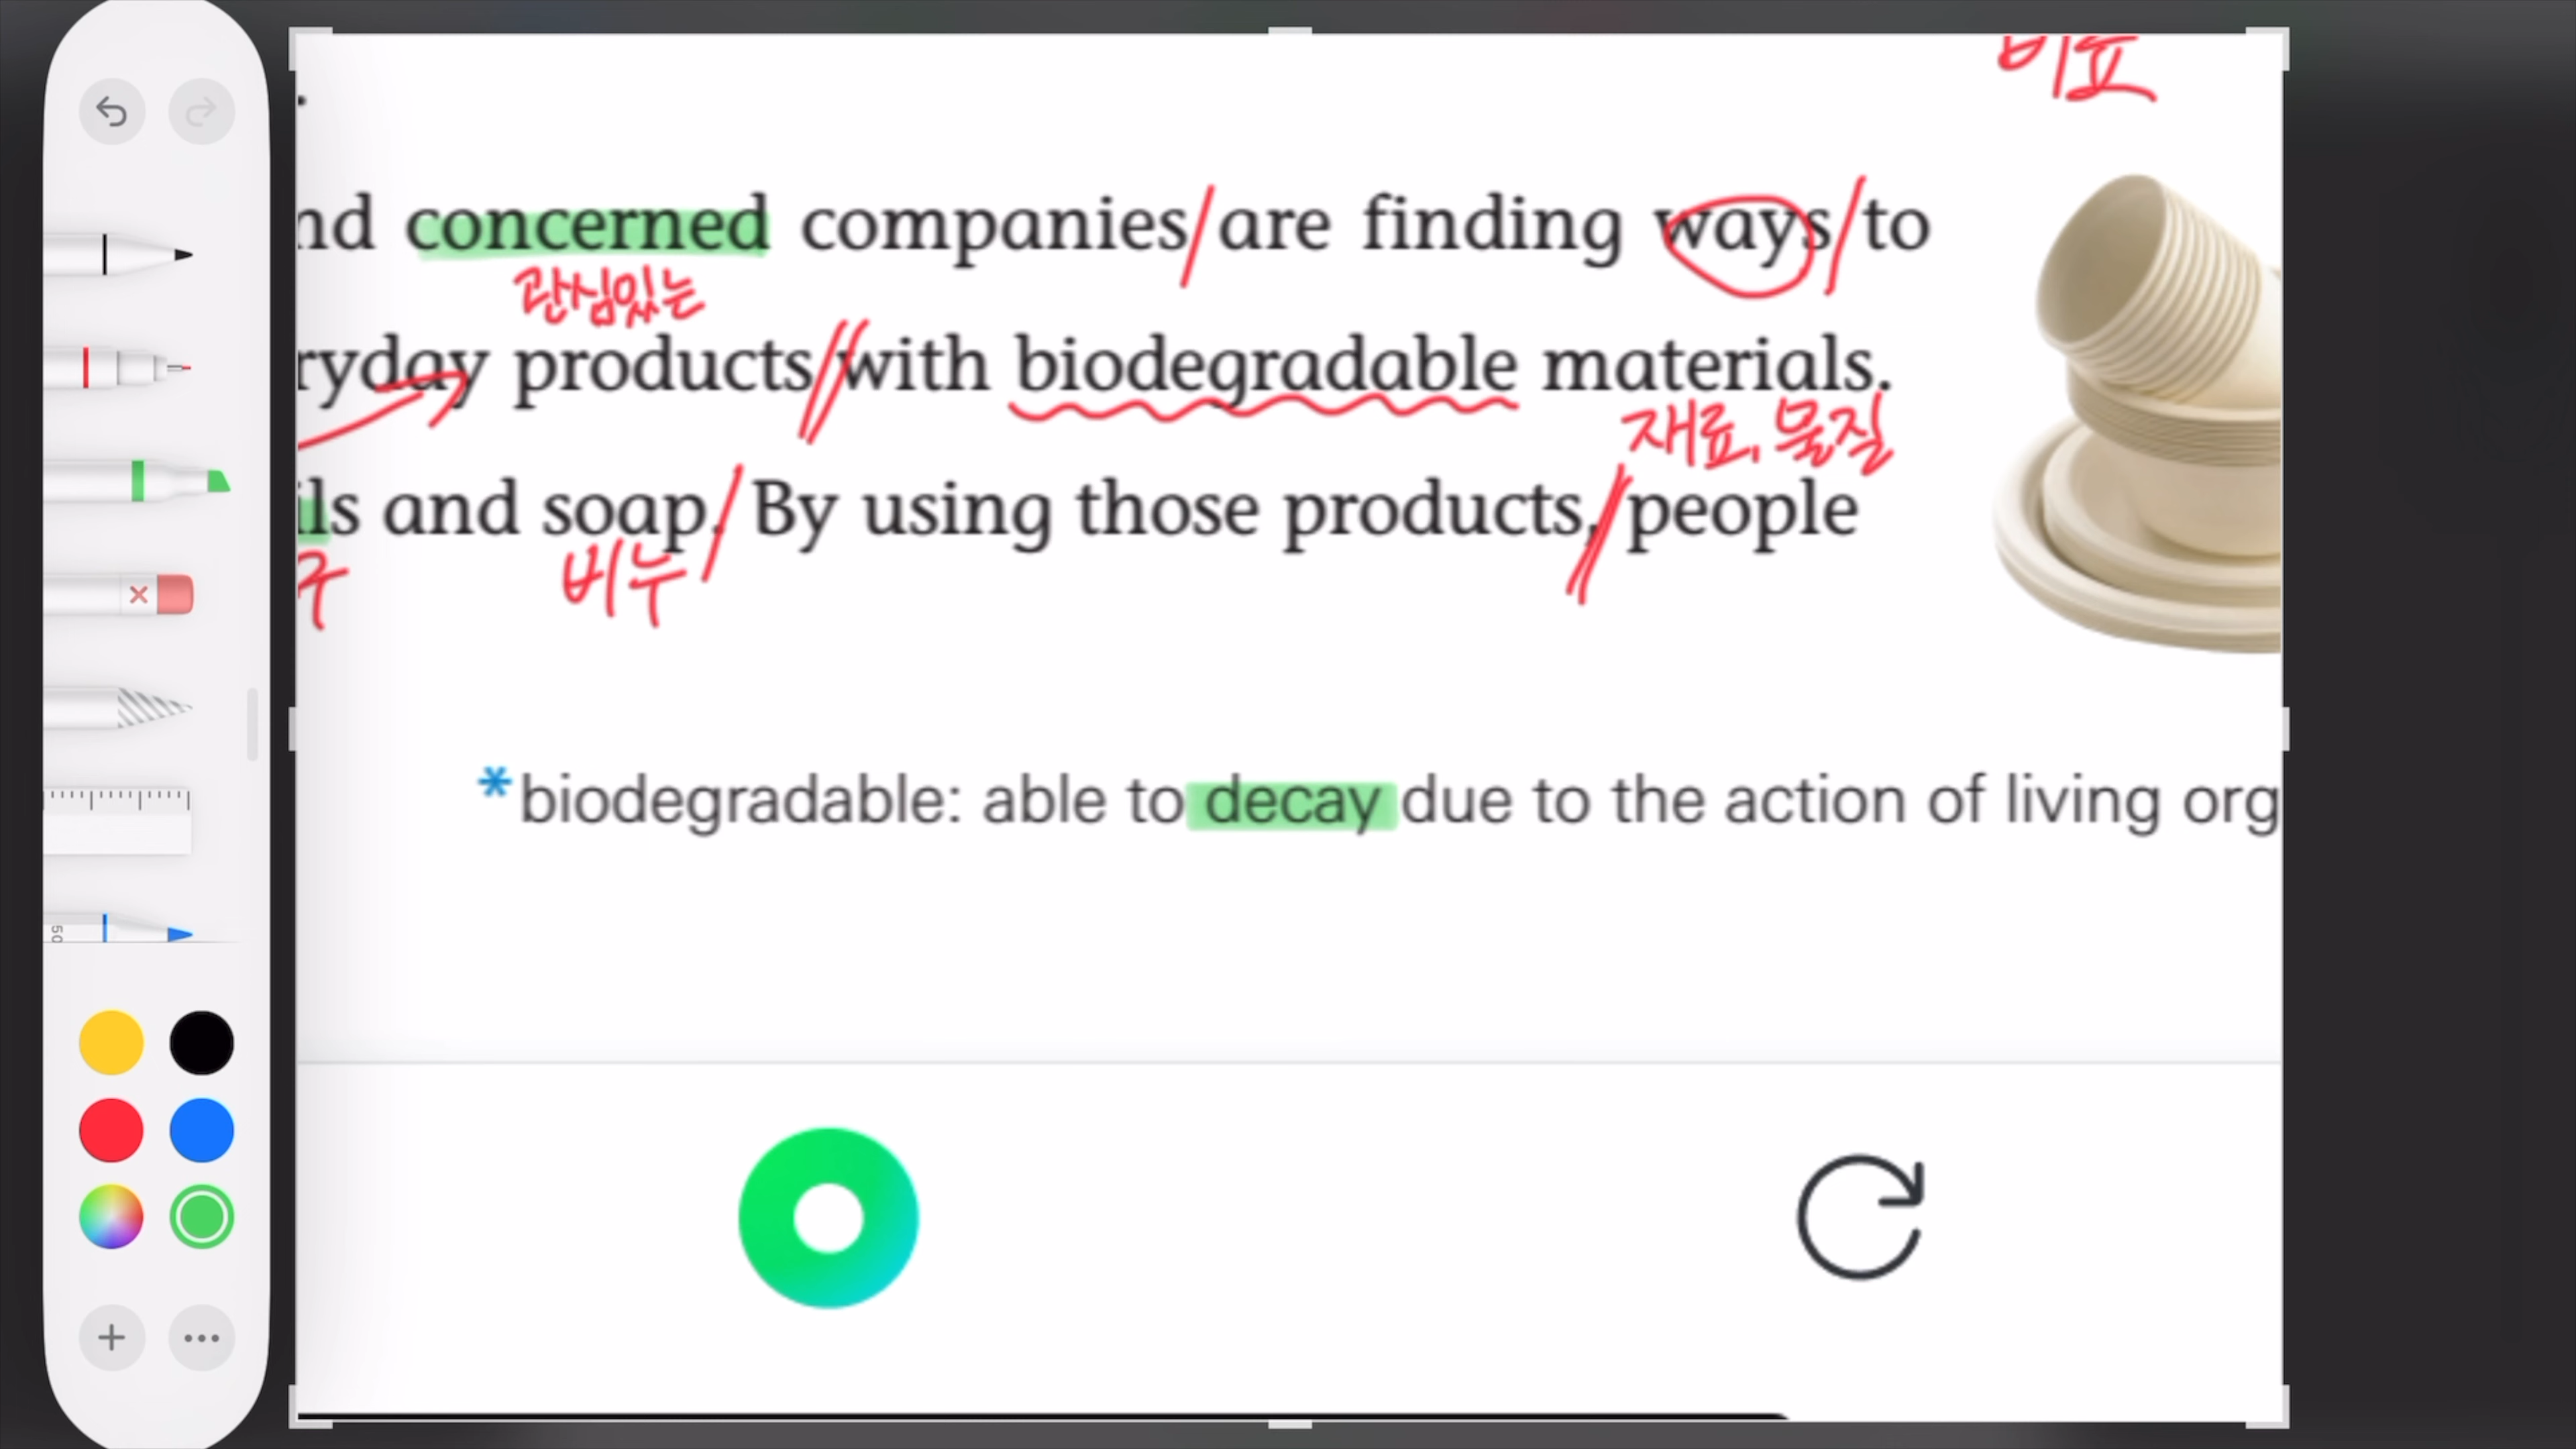 비료
nd concerned companies are finding ways to
관심있는
ryday products with biodegradable materials.
재료, 물질
ils and soap. By using those products, people
비누
*biodegradable: able to decay due to the action of living org
50